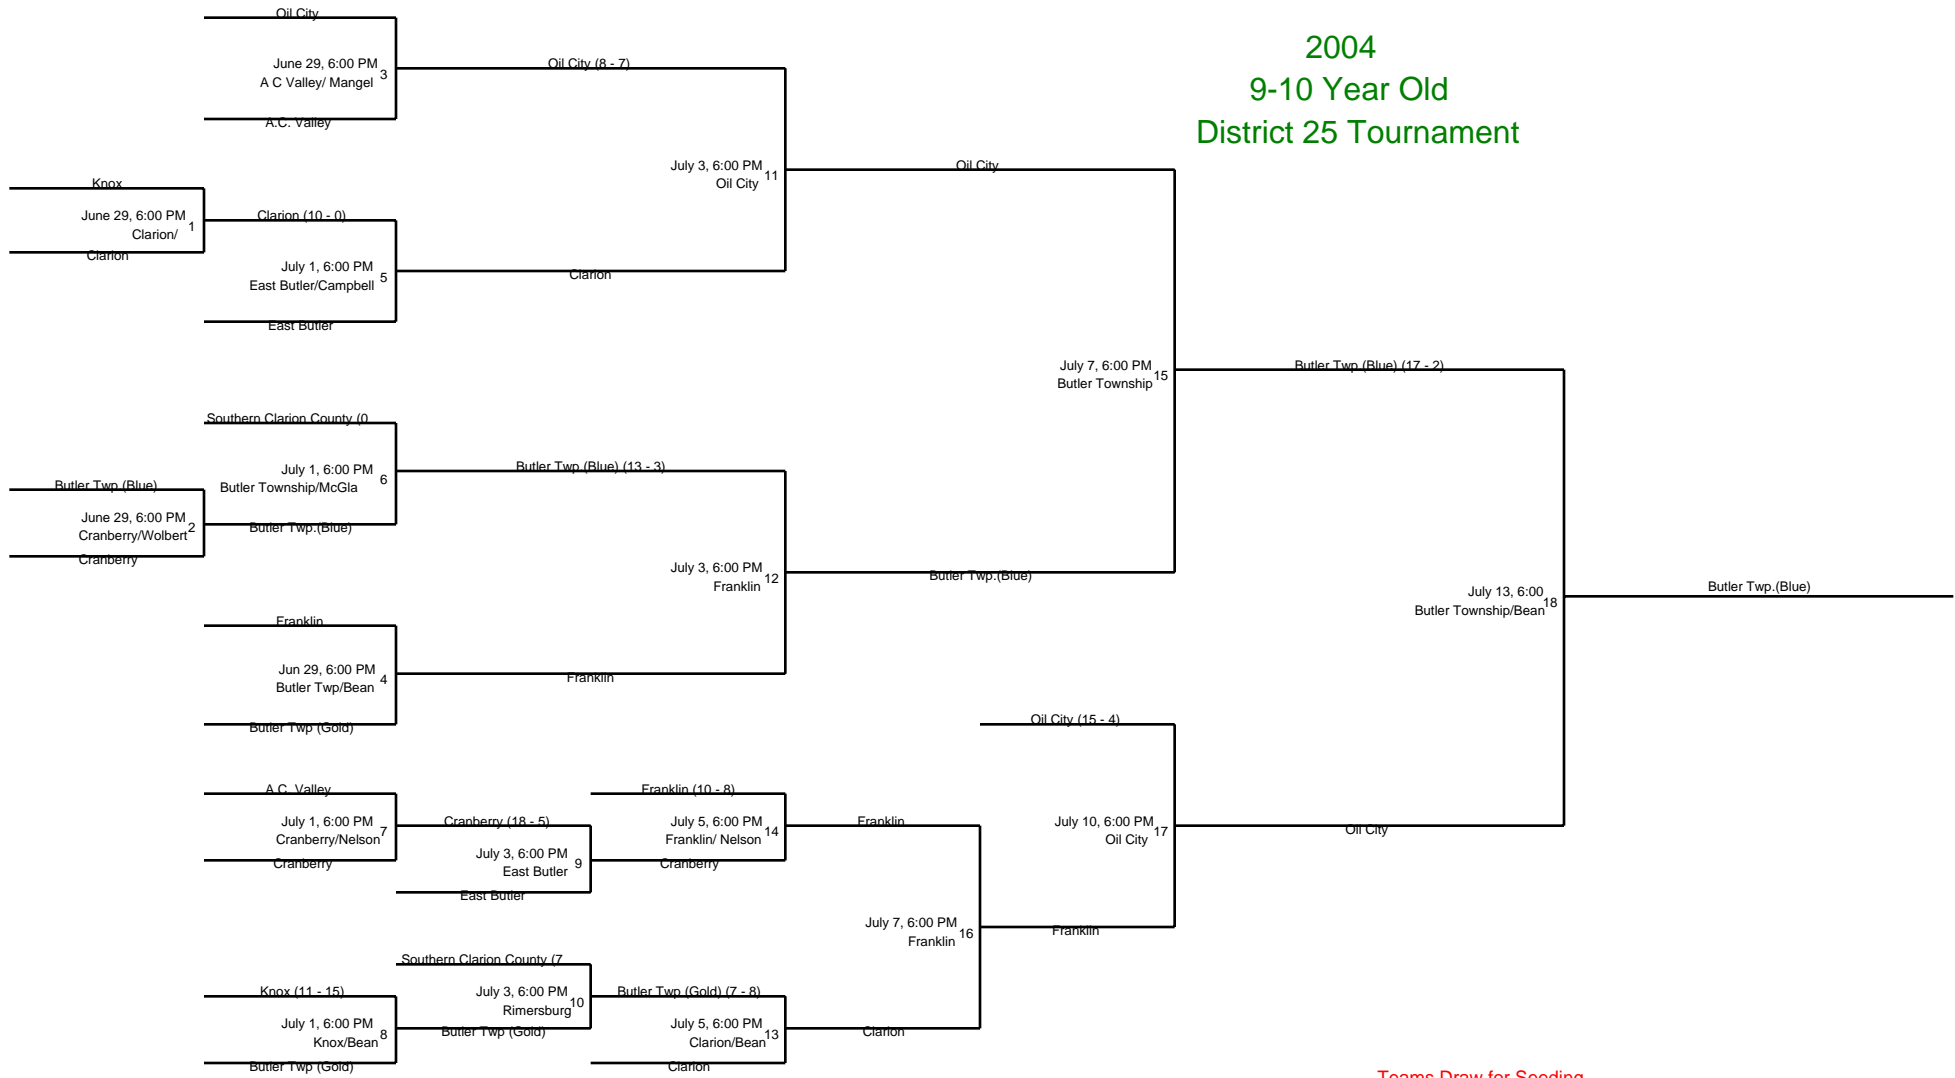 2004
9-10 Year Old
District 25 Tournament
Oil City
June 29, 6:00 PM
A C Valley/ Mangel
3
A.C. Valley
Oil City (8 - 7)
July 3, 6:00 PM
Oil City
11
Oil City
Knox
June 29, 6:00 PM
Clarion/
1
Clarion
Clarion (10 - 0)
July 1, 6:00 PM
East Butler/Campbell
5
East Butler
Clarion
July 7, 6:00 PM
Butler Township
15
Butler Twp (Blue) (17 - 2)
Southern Clarion County (0
July 1, 6:00 PM
Butler Township/McGla
6
Butler Twp.(Blue)
Butler Twp (Blue) (13 - 3)
Butler Twp (Blue)
June 29, 6:00 PM
Cranberry/Wolbert
2
Cranberry
July 3, 6:00 PM
Franklin
12
Butler Twp.(Blue)
July 13, 6:00
Butler Township/Bean
18
Butler Twp.(Blue)
Franklin
Jun 29, 6:00 PM
Butler Twp/Bean
4
Butler Twp (Gold)
Franklin
Oil City (15 - 4)
July 10, 6:00 PM
Oil City
17
Oil City
A.C. Valley
July 1, 6:00 PM
Cranberry/Nelson
7
Cranberry
Cranberry (18 - 5)
July 3, 6:00 PM
East Butler
9
East Butler
Franklin (10 - 8)
July 5, 6:00 PM
Franklin/ Nelson
14
Cranberry
Franklin
July 7, 6:00 PM
Franklin
16
Franklin
Southern Clarion County (7
July 3, 6:00 PM
Rimersburg
10
Butler Twp (Gold)
Knox (11 - 15)
July 1, 6:00 PM
Knox/Bean
8
Butler Twp (Gold)
Butler Twp (Gold) (7 - 8)
July 5, 6:00 PM
Clarion/Bean
13
Clarion
Clarion
Teams Draw for Seeding